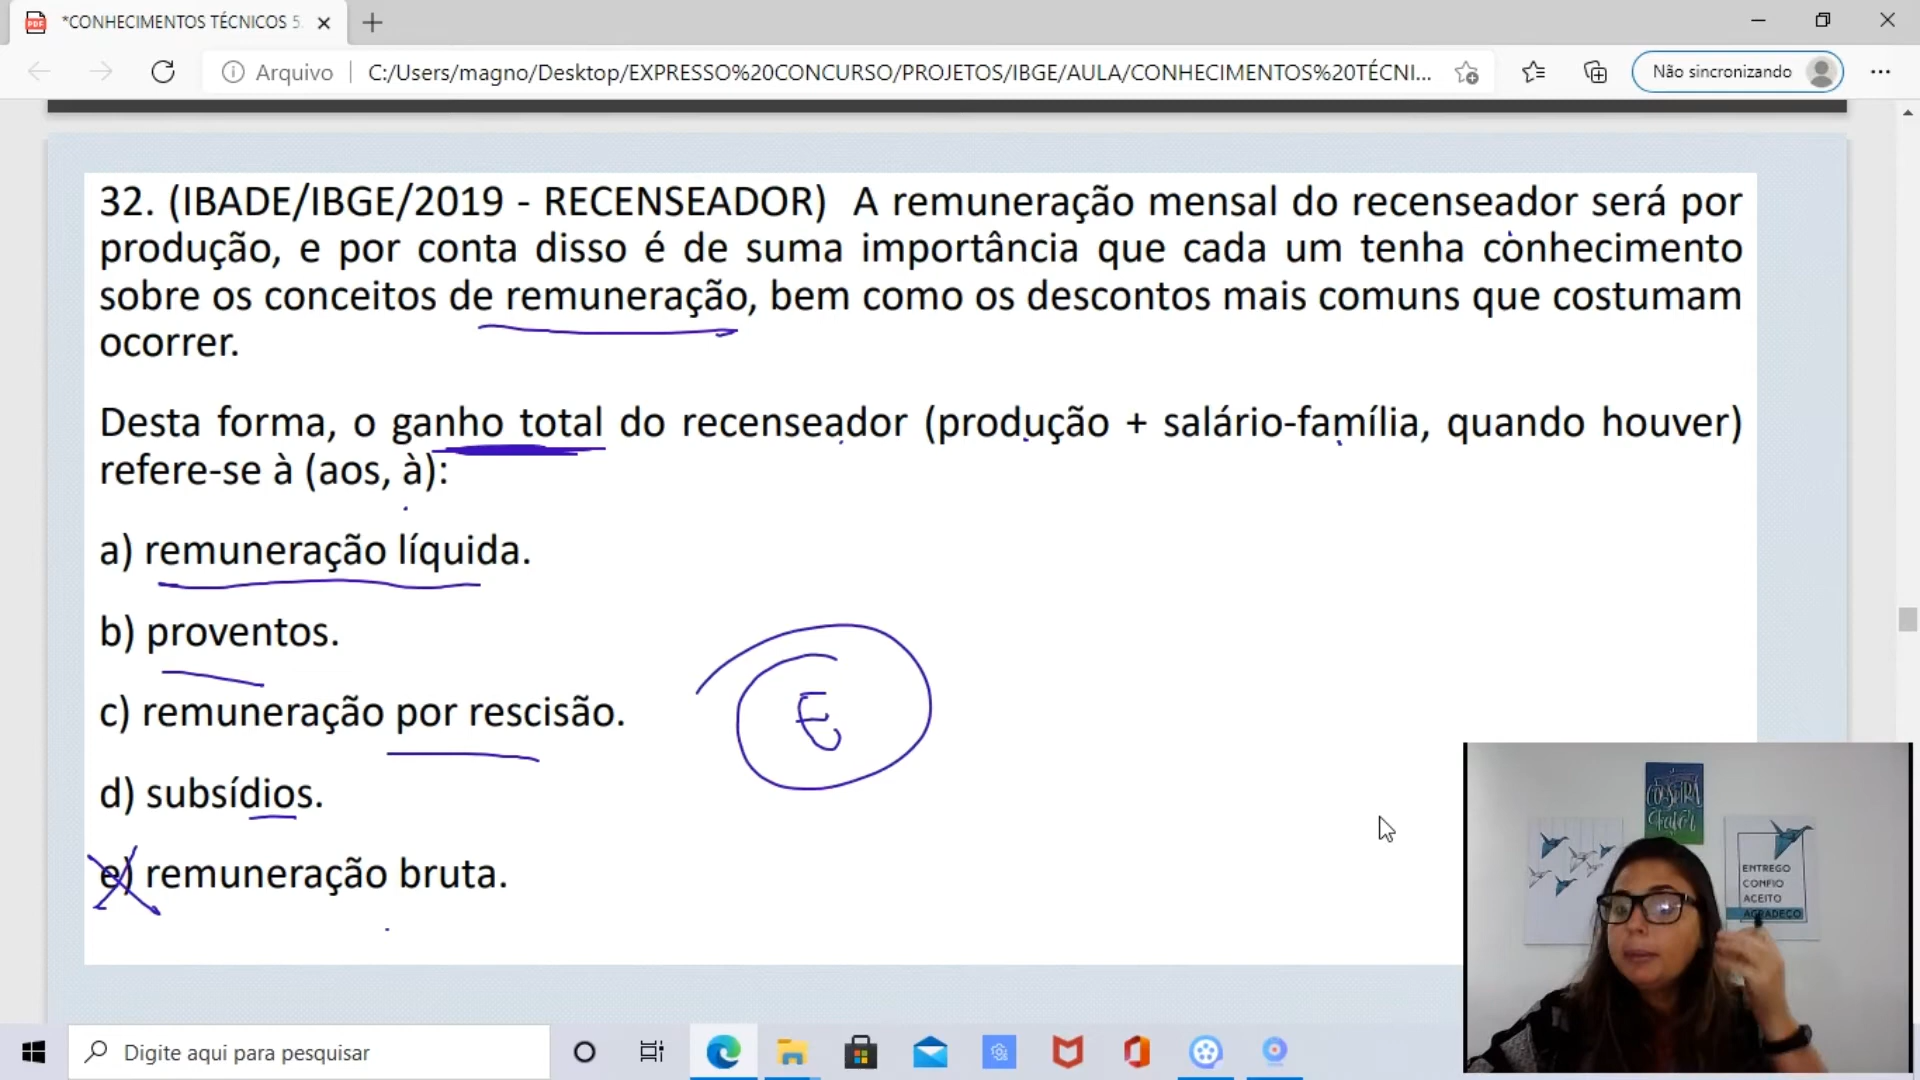 *CONHECIMENTOS TÉCNICOS 5.
Arquivo
C:/Users/magno/Desktop/EXPRESSO%20CONCURSO/PROJETOS/IBGE/AULA/CONHECIMENTOS%20TÉCNI...
Não sincronizando
32. (IBADE/IBGE/2019 - RECENSEADOR) A remuneração mensal do recenseador será por
produção, e por conta disso é de suma importância que cada um tenha conhecimento
sobre os conceitos de remuneração, bem como os descontos mais comuns que costumam
ocorrer.
Desta forma, o ganho total do recenseador (produção + salário-família, quando houver)
refere-se à (aos, à):
a) remuneração líquida.
b) proventos.
c) remuneração por rescisão.
d) subsídios.
e) remuneração bruta.
E
ENTREGO
CONFIO
ACEITO
AGRADEÇO
Digite aqui para pesquisar